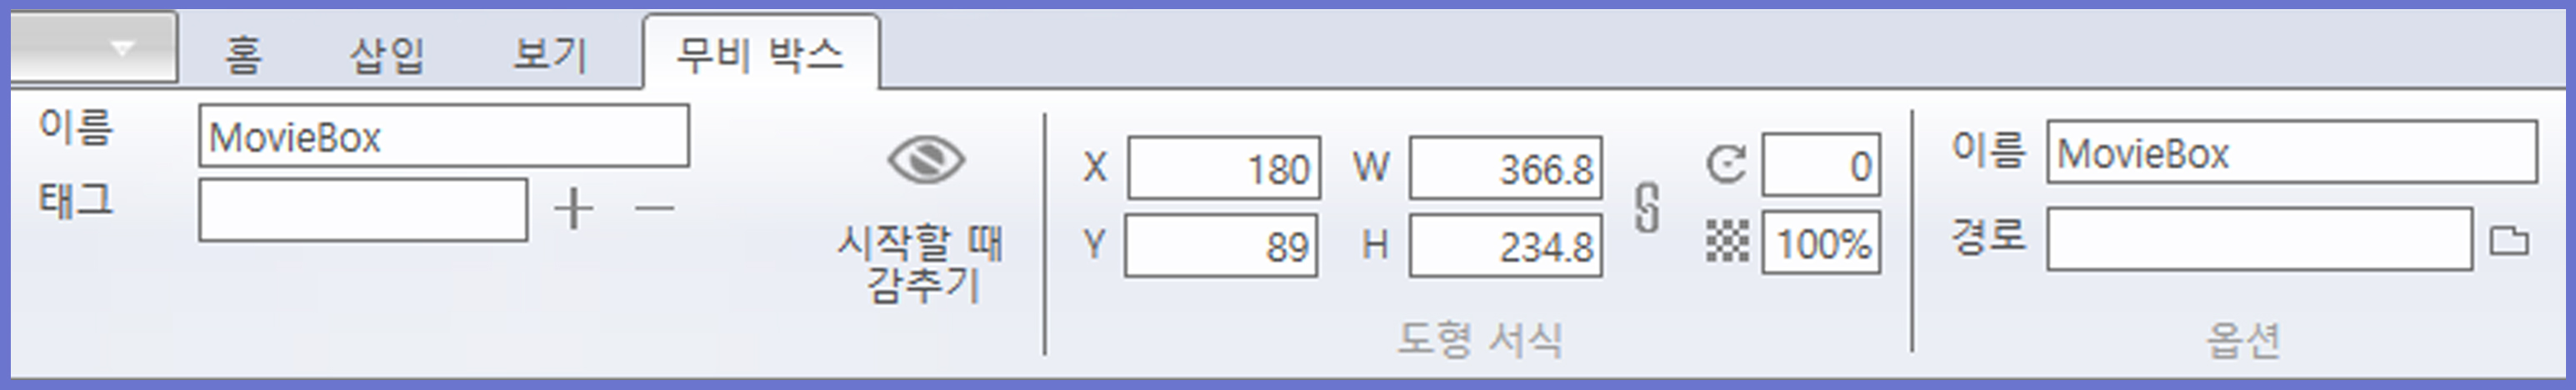 홈 삽입 보기 무비 박스
이름 MovieBox
태그
시작할 때
감추기
X 180 W 366.8 0
Y 89 H 234.8 100%
도형 서식
이름 MovieBox
경로
옵션